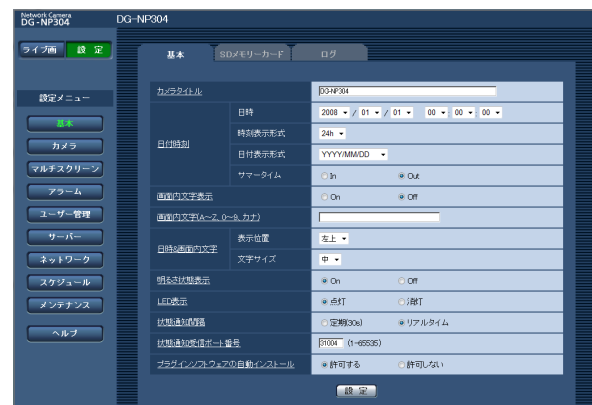 Network Camera
DG-NP304
DG-NP304
ライブ画 設 定
基本 SDメモリーカード ログ
設定メニュー
基本
カメラ
マルチスクリーン
アラーム
ユーザー管理
サーバー
ネットワーク
スケジュール
メンテナンス
ヘルプ
カメラタイトル DG-NP304
日付時刻
日時 2008 / 01 / 01 00 : 00 : 00
時刻表示形式 24h
日付表示形式 YYYY/MM/DD
サマータイム In Out
画面内文字表示 On Off
画面内文字(A~Z, 0~9, カナ)
日時&画面内文字
表示位置 左上
文字サイズ 中
明るさ状態表示 On Off
LED表示 点灯 消灯
状態通知間隔 定期(30s) リアルタイム
状態通知受信ポート番号 31004 (1-65535)
プラグインソフトウェアの自動インストール 許可する 許可しない
設 定